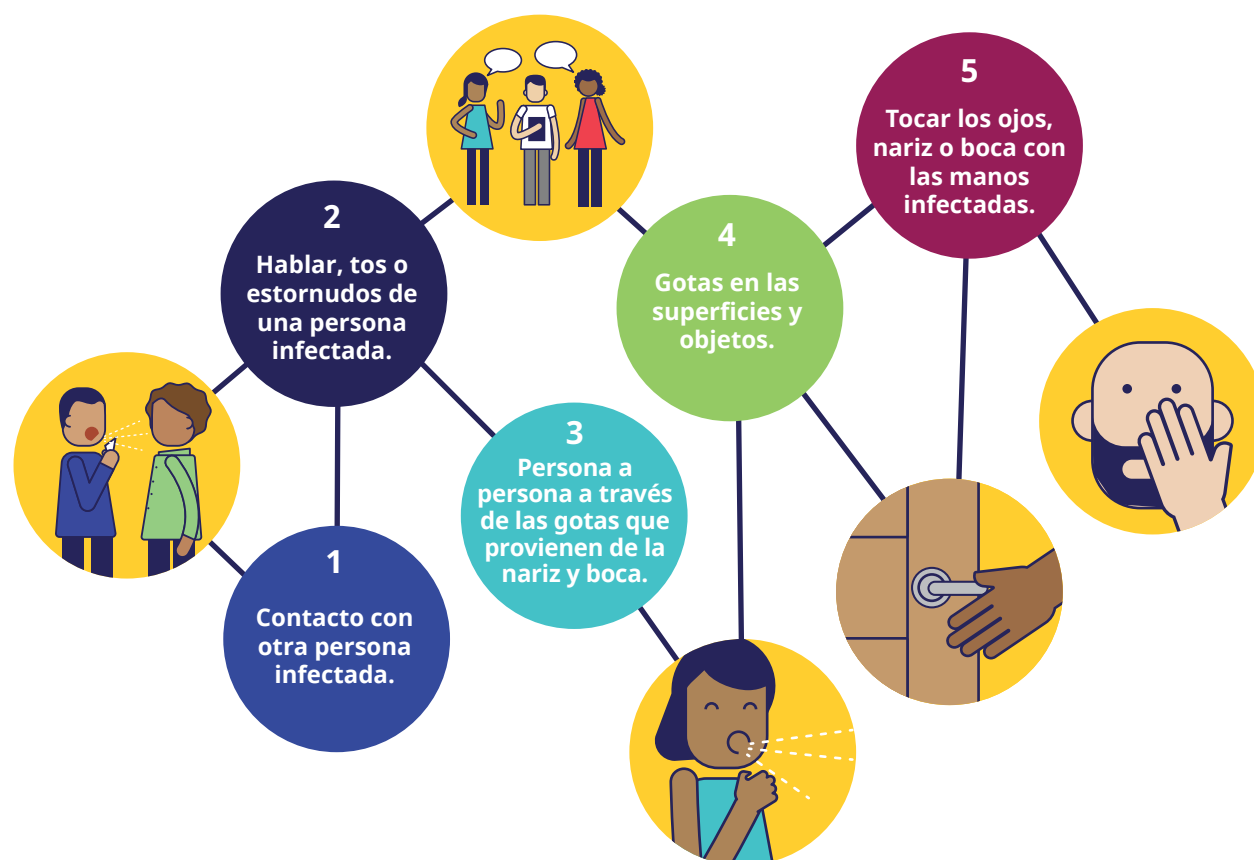 1
Contacto con
otra persona
infectada.
2
Hablar, tos o
estornudos de
una persona
infectada.
3
Persona a
persona a través
de las gotas que
provienen de la
nariz y boca.
4
Gotas en las
superficies y
objetos.
5
Tocar los ojos,
nariz o boca con
las manos
infectadas.